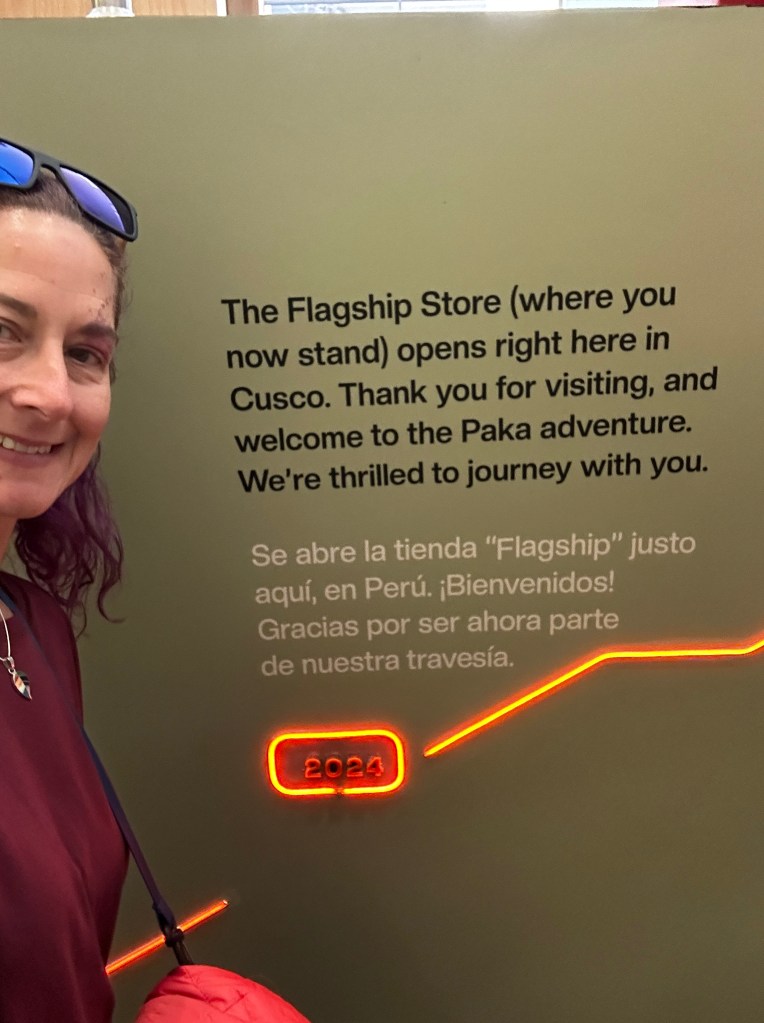 The Flagship Store (where you
now stand) opens right here in
Cusco. Thank you for visiting, and
welcome to the Paka adventure.
We're thrilled to journey with you.
Se abre la tienda "Flagship" justo
aquí, en Perú. ¡Bienvenidos!
Gracias por ser ahora parte
de nuestra travesía.
2024